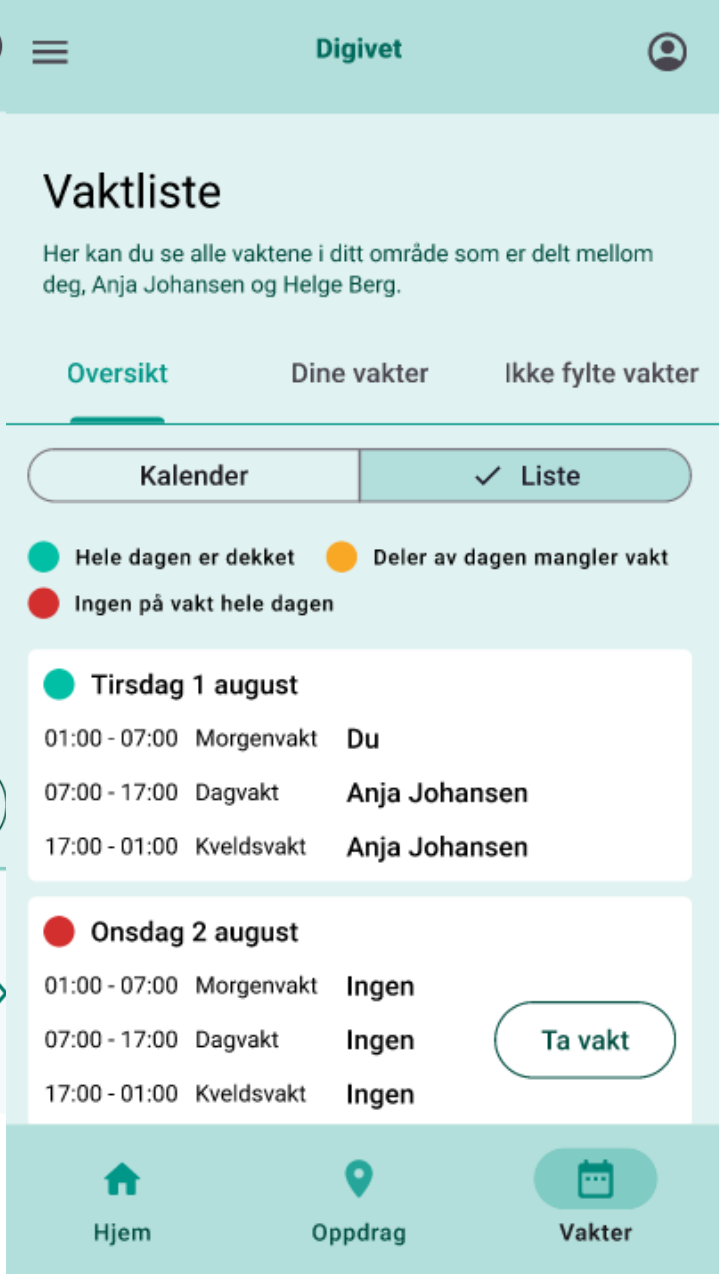 Digivet
Vaktliste
Her kan du se alle vaktene i ditt område som er delt mellom
deg, Anja Johansen og Helge Berg.
Oversikt Dine vakter Ikke fylte vakter
Kalender Liste
Hele dagen er dekket Deler av dagen mangler vakt
Ingen på vakt hele dagen
Tirsdag 1 august
01:00 - 07:00 Morgenvakt Du
07:00 - 17:00 Dagvakt Anja Johansen
17:00 - 01:00 Kveldsvakt Anja Johansen
Onsdag 2 august
01:00 - 07:00 Morgenvakt Ingen
07:00 - 17:00 Dagvakt Ingen Ta vakt
17:00 - 01:00 Kveldsvakt Ingen
Hjem Oppdrag Vakter